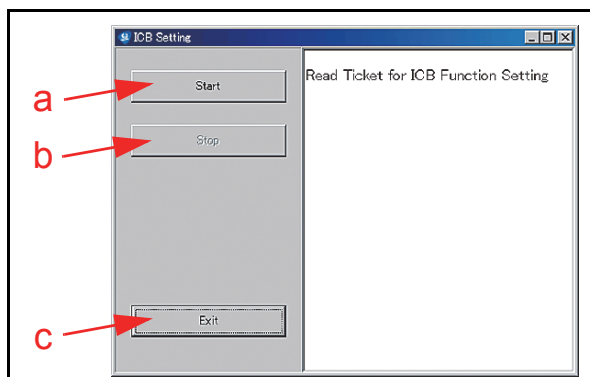 ICB Setting
a
Start
Read Ticket for ICB Function Setting
b
Stop
c
Exit